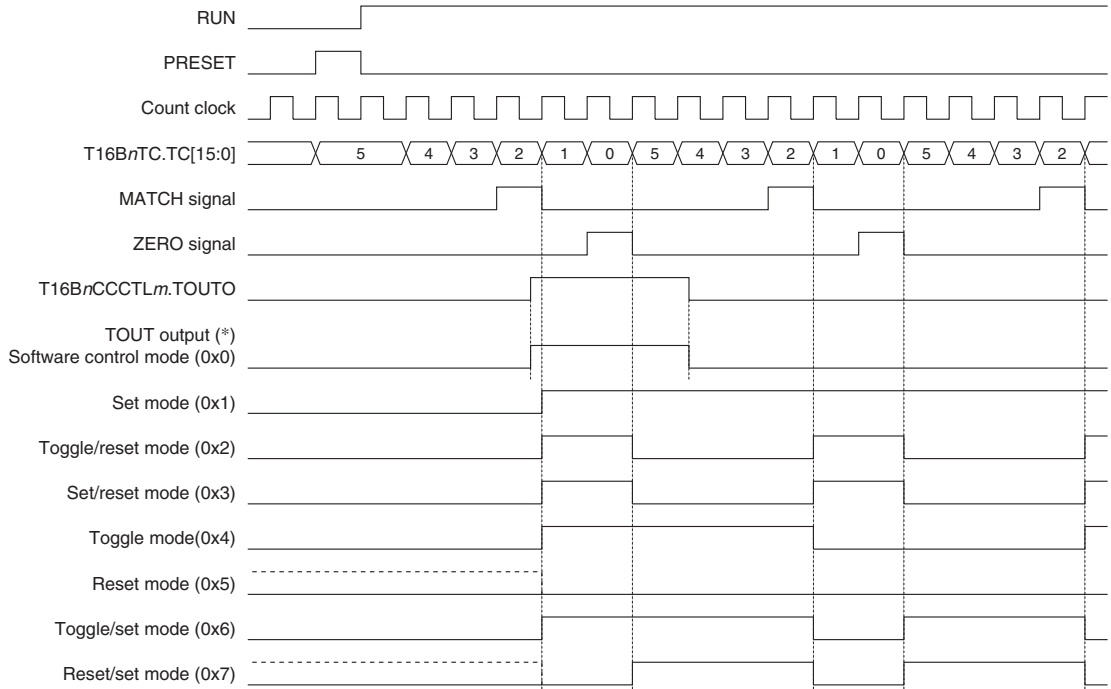 RUN
PRESET
Count clock
T16BnTC.TC[15:0] 5 4 3 2 1 0 5 4 3 2 1 0 5 4 3 2
MATCH signal
ZERO signal
T16BnCCCTLm.TOUTO
TOUT output (*)
Software control mode (0x0)
Set mode (0x1)
Toggle/reset mode (0x2)
Set/reset mode (0x3)
Toggle mode(0x4)
Reset mode (0x5)
Toggle/set mode (0x6)
Reset/set mode (0x7)